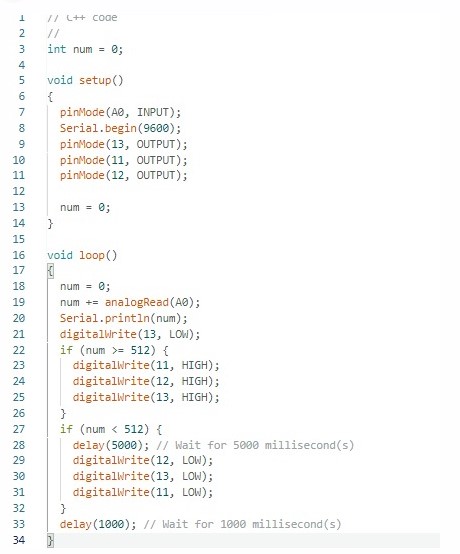 1 // C++ code
2 //
3 int num = 0;
4
5 void setup()
6 {
7 pinMode(A0, INPUT);
8 Serial.begin(9600);
9 pinMode(13, OUTPUT);
10 pinMode(11, OUTPUT);
11 pinMode(12, OUTPUT);
12
13 num = 0;
14 }
15
16 void loop()
17 {
18 num = 0;
19 num += analogRead(A0);
20 Serial.println(num);
21 digitalWrite(13, LOW);
22 if (num >= 512) {
23 digitalWrite(11, HIGH);
24 digitalWrite(12, HIGH);
25 digitalWrite(13, HIGH);
26 }
27 if (num < 512) {
28 delay(5000); // Wait for 5000 millisecond(s)
29 digitalWrite(12, LOW);
30 digitalWrite(13, LOW);
31 digitalWrite(11, LOW);
32 }
33 delay(1000); // Wait for 1000 millisecond(s)
34 }